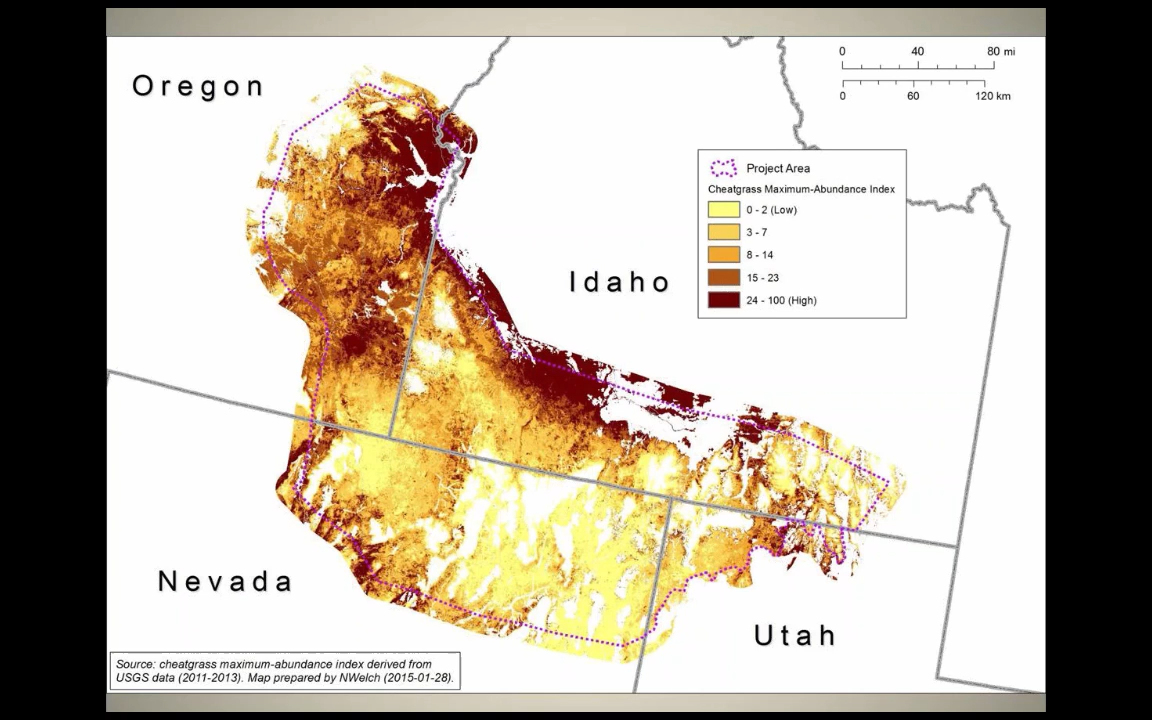 Oregon
0 40 80 mi
0 60 120 km
Project Area
Cheatgrass Maximum-Abundance Index
0 - 2 (Low)
3 - 7
8 - 14
15 - 23
24 - 100 (High)
Idaho
Nevada
Utah
Source: cheatgrass maximum-abundance index derived from
USGS data (2011-2013). Map prepared by NWelch (2015-01-28).